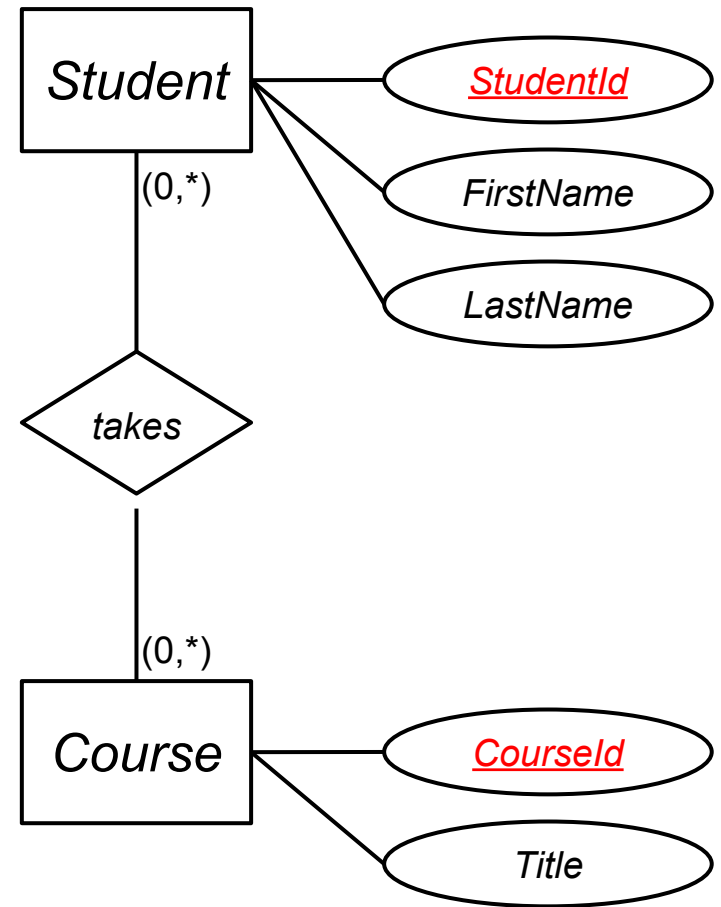 Student
StudentId
(0,*)
FirstName
LastName
takes
(0,*)
Course
CourseId
Title